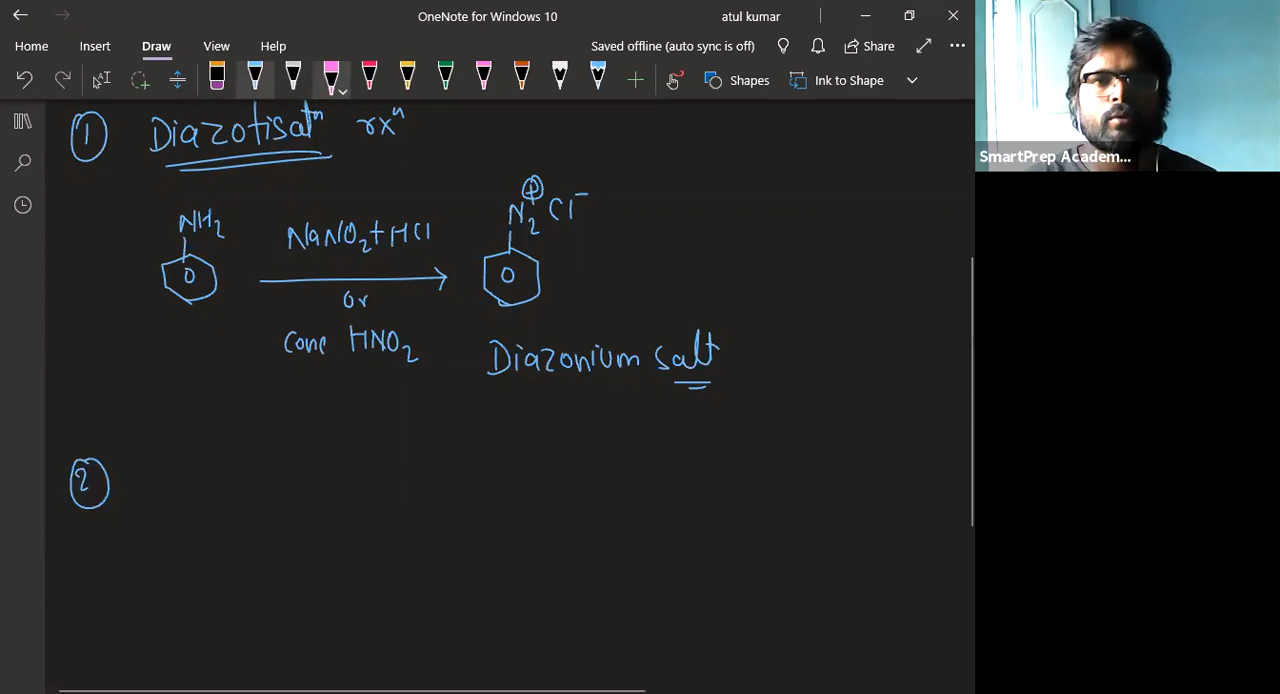 OneNote for Windows 10
atul kumar
Home Insert Draw View Help
Saved offline (auto sync is off)
Share
Shapes
Ink to Shape
SmartPrep Academ...
① Diazotisatⁿ rxⁿ
NH₂
NaNO₂+HCl
or
conc HNO₂
N₂⊕ Cl⁻
Diazonium salt
②